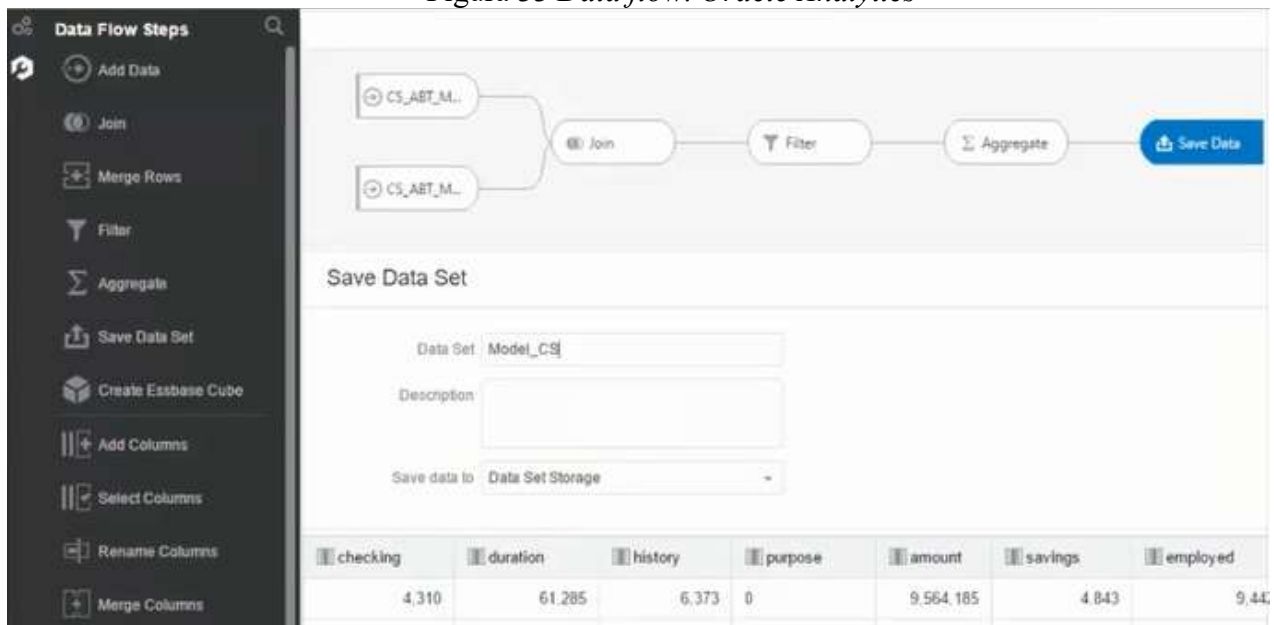 Data flow. Oracle Analytics
Data Flow Steps
Add Data
Join
Merge Rows
Filter
Aggregate
Save Data Set
Create Essbase Cube
Add Columns
Select Columns
Rename Columns
Merge Columns
CS_ABT_M...
CS_ABT_M...
Join
Filter
Aggregate
Save Data
Save Data Set
Data Set Model_CS
Description
Save data to Data Set Storage
checking duration history purpose amount savings employed
4,310 61,285 6,373 0 9,564,185 4,843